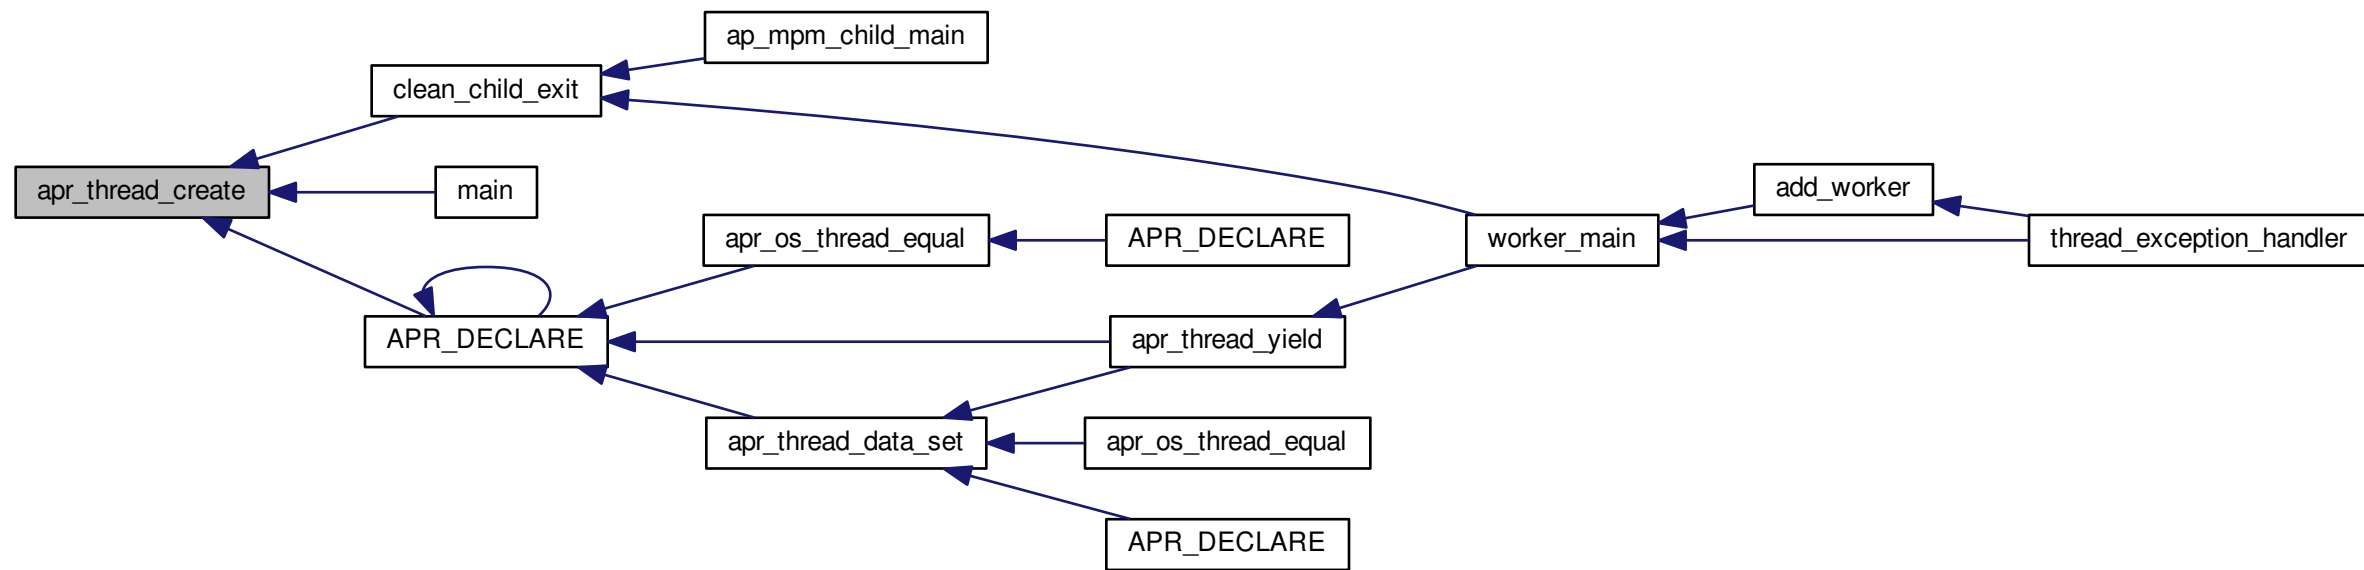 ap_mpm_child_main
clean_child_exit
apr_thread_create
main
add_worker
apr_os_thread_equal
APR_DECLARE
worker_main
thread_exception_handler
APR_DECLARE
apr_thread_yield
apr_thread_data_set
apr_os_thread_equal
APR_DECLARE